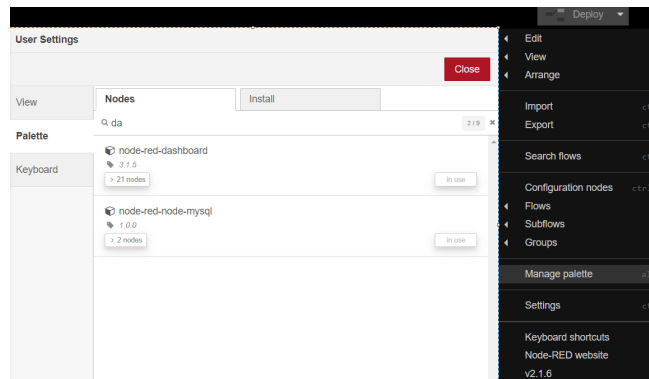 Deploy
User Settings
Close
View
Palette
Keyboard
Nodes
Install
da
2 / 9
node-red-dashboard
3.1.5
> 21 nodes
in use
node-red-node-mysql
1.0.0
> 2 nodes
in use
Edit
View
Arrange
Import
Export
Search flows
Configuration nodes ctr
Flows
Subflows
Groups
Manage palette
Settings
Keyboard shortcuts
Node-RED website
v2.1.6